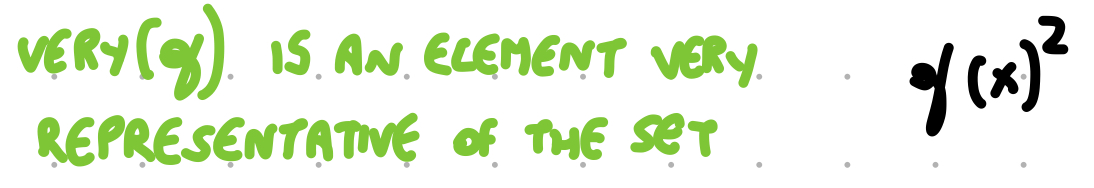 VERY(g) IS AN ELEMENT VERY
REPRESENTATIVE OF THE SET
g(x)²